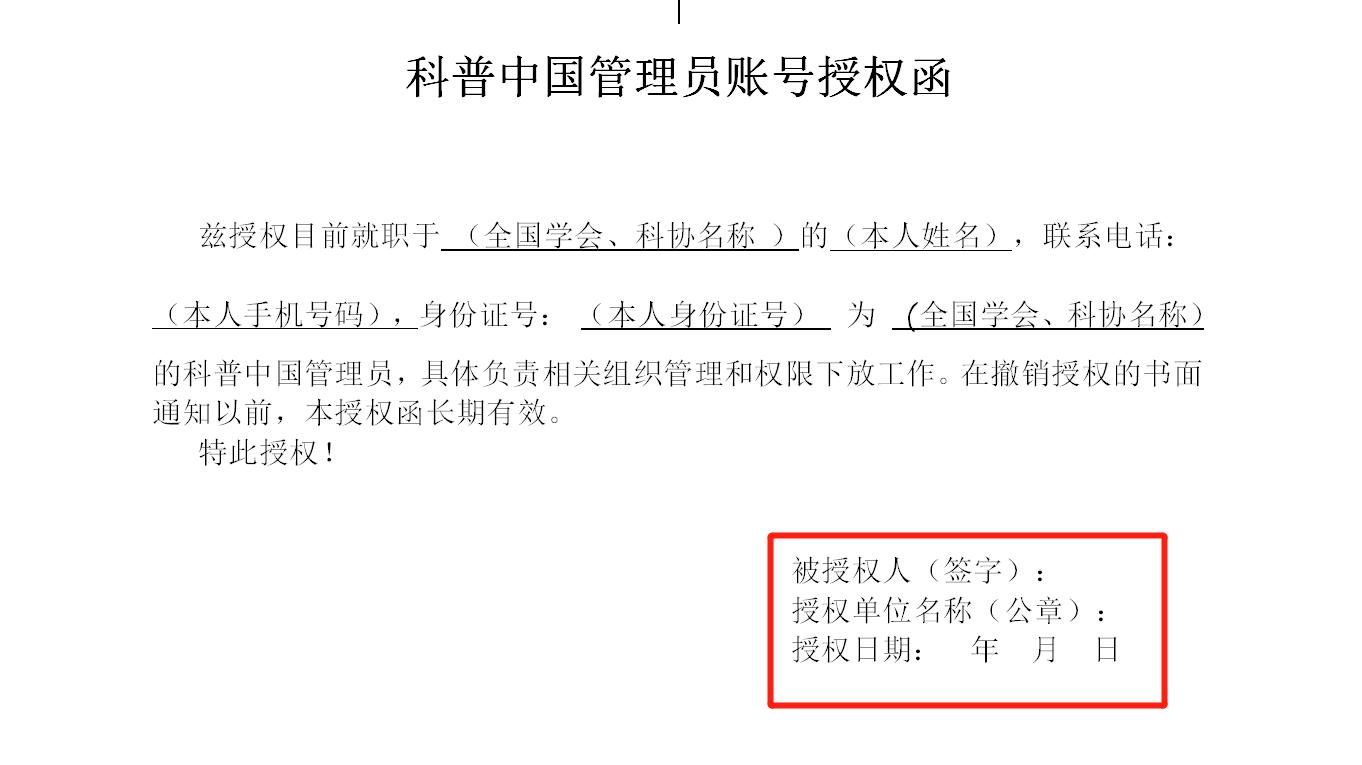 科普中国管理员账号授权函
兹授权目前就职于 （全国学会、科协名称 ）的（本人姓名），联系电话：
（本人手机号码），身份证号： （本人身份证号） 为 （全国学会、科协名称）
的科普中国管理员，具体负责相关组织管理和权限下放工作。在撤销授权的书面
通知以前，本授权函长期有效。
特此授权！
被授权人（签字）：
授权单位名称（公章）：
授权日期： 年 月 日